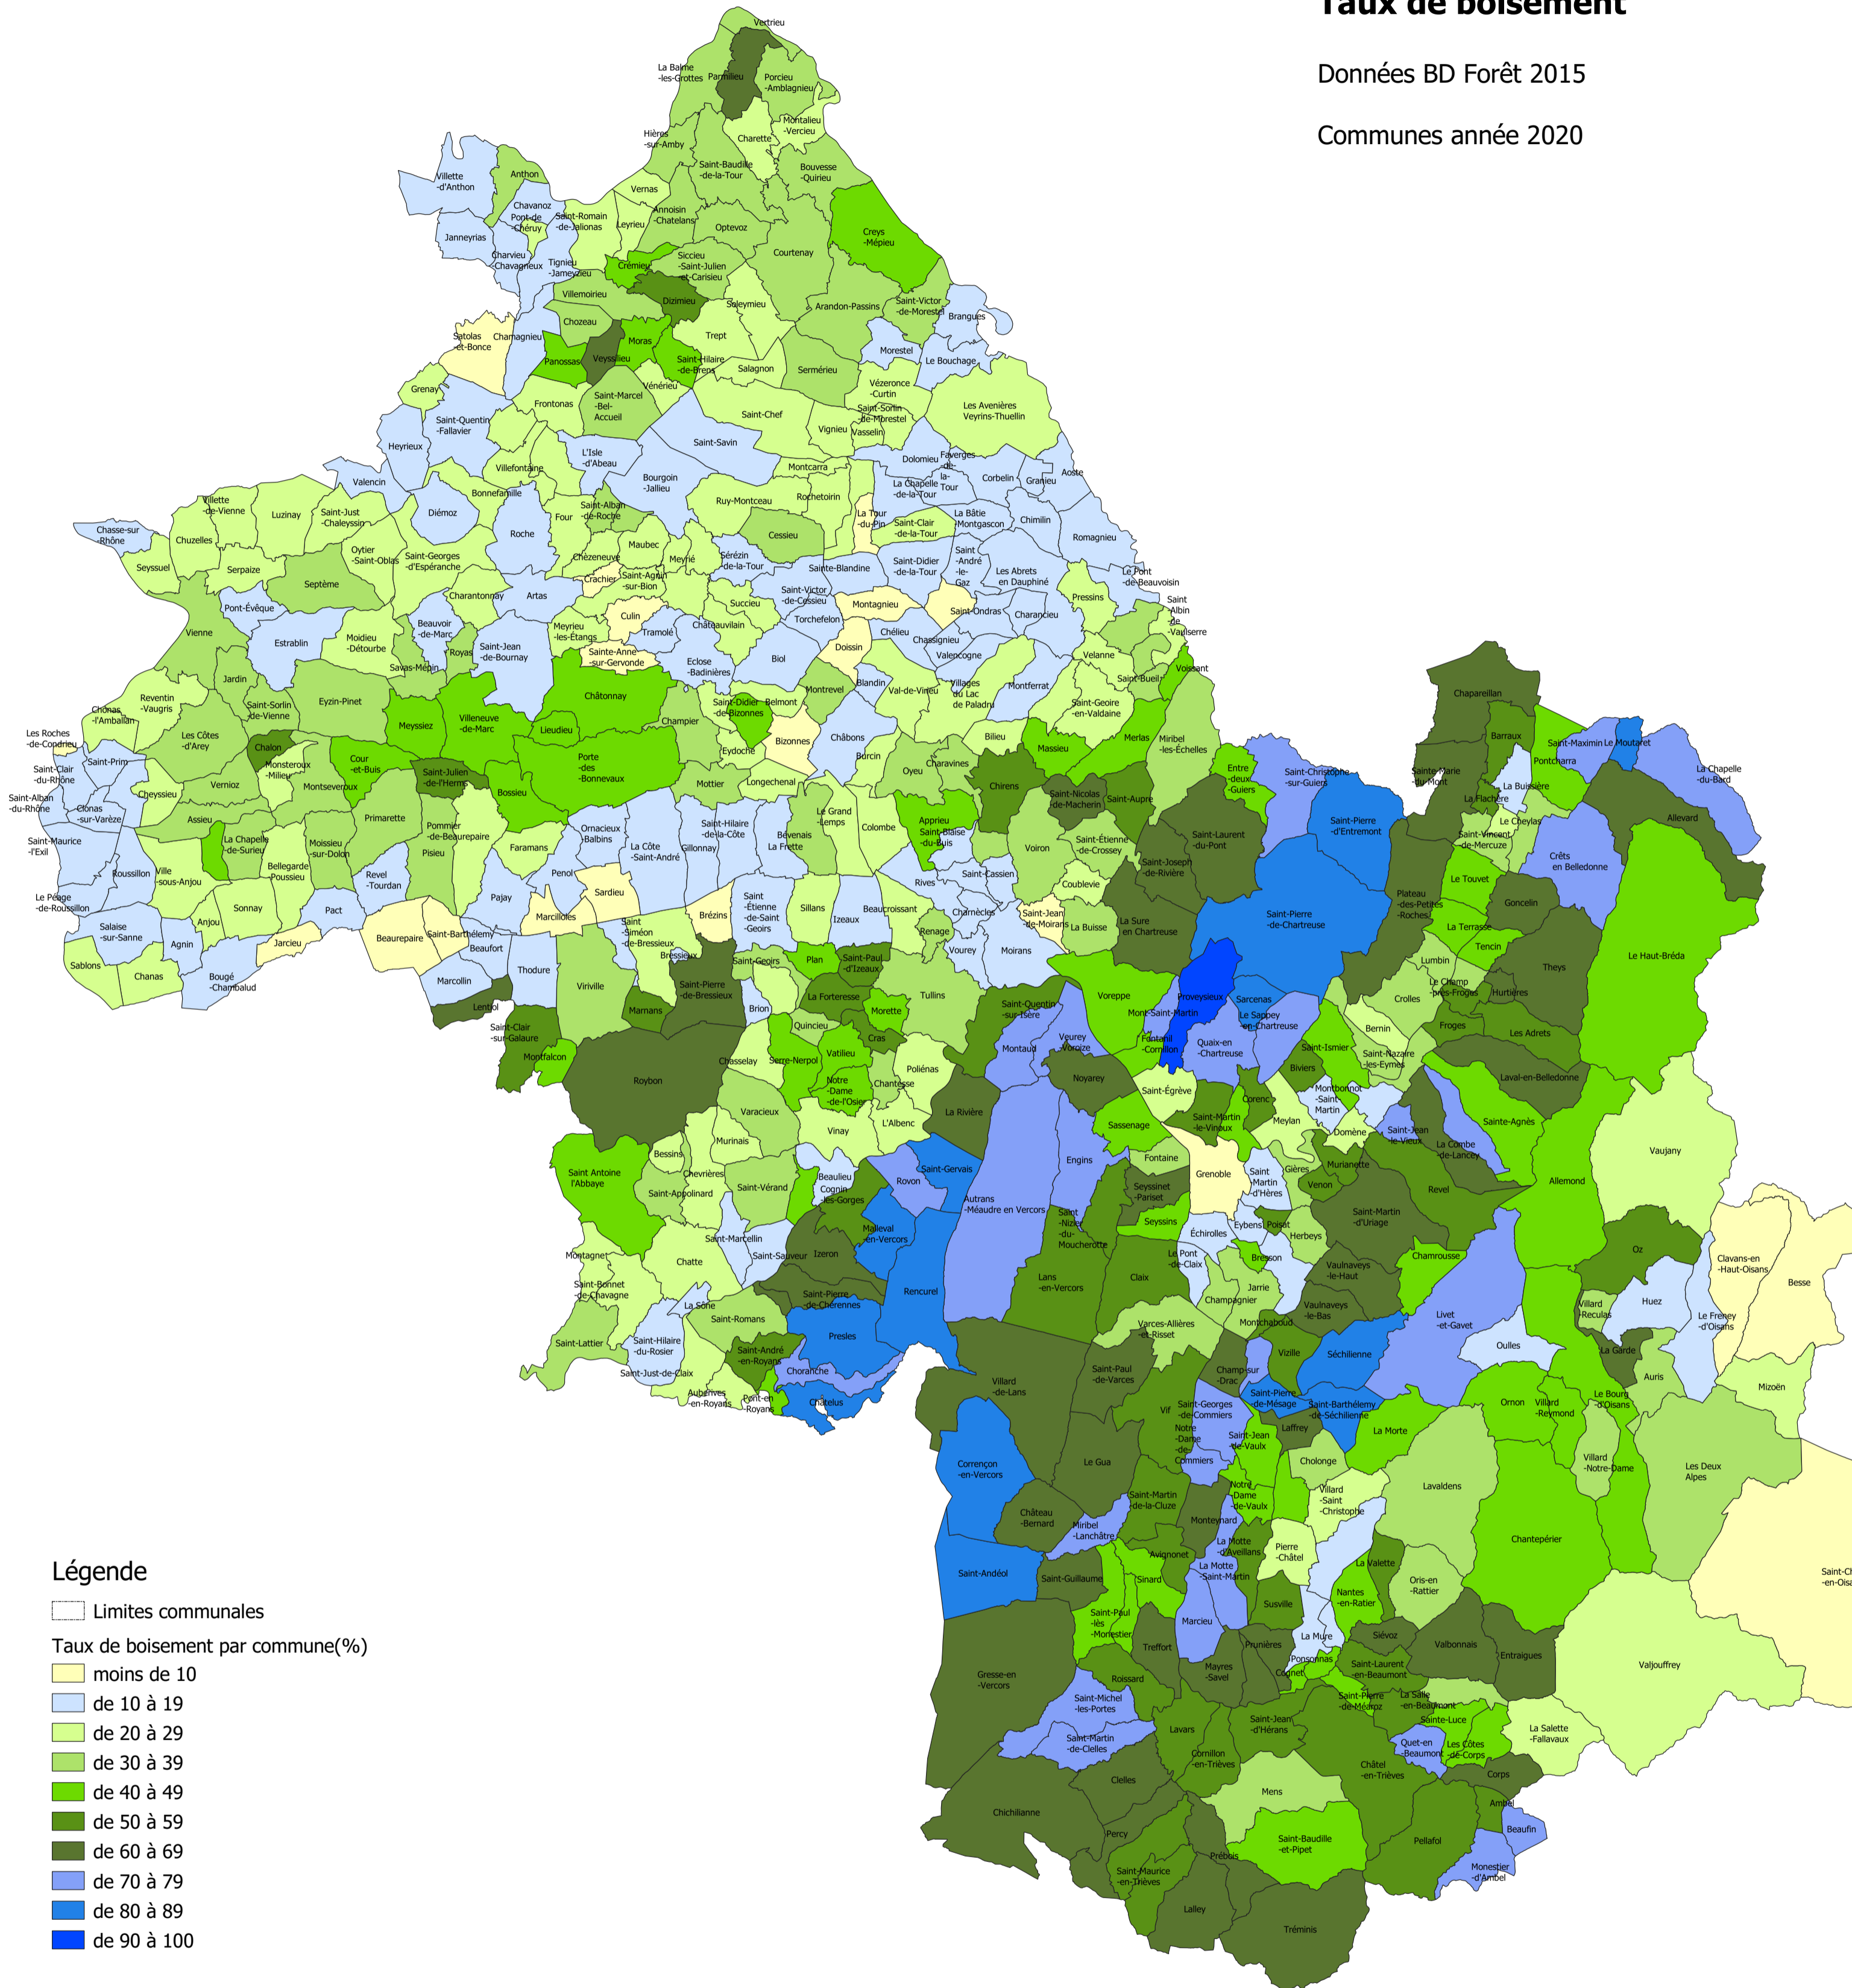 Taux de boisement
Données BD Forêt 2015
Communes année 2020
Vertrieu
La Balme
-les-Grottes
Parmilieu
Porcieu
-Amblagnieu
Montalieu
-Vercieu
Charette
Hières
-sur-Amby
Saint-Baudille
-de-la-Tour
Bouvesse
-Quirieu
Villette
-d'Anthon
Anthon
Vernas
Chavanoz
Pont-de
-Chéruy
Saint-Romain
-de-Jalionas
Leyrieu
Annoisin
-Chatelans
Optevoz
Creys
-Mépieu
Janneyrias
Charvieu
-Chavagneux
Tignieu
-Jameyzieu
Crémieu
Siccieu
-Saint-Julien
-et-Carisieu
Courtenay
Villemoirieu
Dizimieu
Soleymieu
Arandon-Passins
Saint-Victor
-de-Morestel
Brangues
Satolas
-et-Bonce
Chamagnieu
Chozeau
Panossas
Veyssilieu
Moras
Saint-Hilaire
-de-Brens
Trept
Salagnon
Sermérieu
Morestel
Le Bouchage
Grenay
Vénérieu
Frontonas
Saint-Marcel
-Bel-
Accueil
Saint-Chef
Vézeronce
-Curtin
Saint-Sorlin
-de-Morestel
Vasselin
Vignieu
Les Avenières
Veyrins-Thuellin
Heyrieux
Saint-Quentin
-Fallavier
Villefontaine
L'Isle
-d'Abeau
Saint-Savin
Bourgoin
-Jallieu
Montcarra
Dolomieu
Faverges
-de-
la-
Tour
Corbelin
Granieu
Aoste
Valencin
Bonnefamille
Diémoz
Roche
Four
Saint-Alban
-de-Roche
Ruy-Montceau
Rochetoirin
La Tour
-du-Pin
La Chapelle
-de-la-Tour
Saint-Clair
-de-la-Tour
La Bâtie
-Montgascon
Chimilin
Romagnieu
Villette
-de-Vienne
Luzinay
Saint-Just
-Chaleyssin
Chasse-sur
-Rhône
Chuzelles
Seyssuel
Serpaize
Septème
Oytier
-Saint-Oblas
Saint-Georges
-d'Espéranche
Maubec
Cessieu
Chèzeneuve
Meyrié
Sérézin
-de-la-Tour
Sainte-Blandine
Saint-Didier
-de-la-Tour
Saint
-André
-le-
Gaz
Les Abrets
en Dauphiné
Le Pont
-de-Beauvoisin
Crachier
Saint-Agnin
-sur-Bion
Charantonnay
Artas
Pont-Évêque
Vienne
Estrablin
Moidieu
-Détourbe
Beauvoir
-de-Marc
Culin
Meyrieu
-les-Étangs
Tramolé
Succieu
Châteauvilain
Saint-Victor
-de-Cessieu
Torchefelon
Montagnieu
Saint-Ondras
Charancieu
Pressins
Saint
-Albin
-de
-Vaulserre
Savas-Mépin
Royas
Saint-Jean
-de-Bournay
Sainte-Anne
-sur-Gervonde
Eclose
-Badinières
Biol
Doissin
Chélieu
Chassignieu
Valencogne
Velanne
Voissant
Saint-Bueil
Jardin
Reventin
-Vaugris
Chonas
-l'Amballan
Saint-Sorlin
-de-Vienne
Eyzin-Pinet
Meyssiez
Villeneuve
-de-Marc
Châtonnay
Lieudieu
Champier
Saint-Didier
-de-Bizonnes
Belmont
Montrevel
Blandin
Val-de-Virieu
Villages
du Lac
de Paladru
Montferrat
Saint-Geoire
-en-Valdaine
Merlas
Miribel
-les-Échelles
Les Roches
-de-Condrieu
Les Côtes
-d'Arey
Chalon
Monsteroux
-Milieu
Cour
-et-Buis
Saint-Julien
-de-l'Herms
Porte
des
-Bonnevaux
Eydoche
Bizonnes
Châbons
Burcin
Bilieu
Massieu
Saint-Clair
-du-Rhône
Saint-Prim
Saint-Alban
-du-Rhône
Clonas
-sur-Varèze
Cheyssieu
Vernioz
Montseveroux
Bossieu
Mottier
Longechenal
Oyeu
Charavines
Chirens
Saint-Nicolas
-de-Macherin
Saint-Aupre
Entre
-deux-
Guiers
Saint-Christophe
-sur-Guiers
Saint-Maurice
-l'Exil
Assieu
La Chapelle
-de-Surieu
Moissieu
-sur-Dolon
Primarette
Pommier
-de-Beaurepaire
Pisieu
Faramans
Ornacieux
-Balbins
La Côte
-Saint-André
Gillonnay
Saint-Hilaire
-de-la-Côte
Bévenais
La Frette
Le Grand
-Lemps
Colombe
Apprieu
Saint-Blaise
-du-Buis
Voiron
Saint-Étienne
-de-Crossey
Saint-Laurent
-du-Pont
Saint-Joseph
-de-Rivière
Saint-Pierre
-d'Entremont
Roussillon
Ville
-sous-Anjou
Bellegarde
-Poussieu
Revel
-Tourdan
Le Péage
-de-Roussillon
Salaise
-sur-Sanne
Anjou
Sonnay
Pact
Pajay
Penol
Sardieu
Marcilloles
Brézins
Saint
-Étienne
-de-Saint
-Geoirs
Sillans
Izeaux
Beaucroissant
Rives
Saint-Cassien
Charnècles
Coublevie
Saint-Jean
-de-Moirans
La Buisse
La Sure
en Chartreuse
Saint-Pierre
-de-Chartreuse
Agnin
Jarcieu
Beaurepaire
Saint-Barthélemy
Beaufort
Saint
-Siméon
-de-Bressieux
Bressieux
Renage
Vourey
Moirans
Sablons
Chanas
Bougé
-Chambalud
Marcollin
Thodure
Viriville
Saint-Geoirs
Plan
Saint-Paul
-d'Izeaux
Saint-Pierre
-de-Bressieux
La Forteresse
Tullins
Lentiol
Marnans
Brion
Morette
Saint-Quentin
-sur-Isère
Voreppe
Mont-Saint-Martin
Proveysieux
Sarcenas
Le Sappey
-en-Chartreuse
Saint-Clair
-sur-Galaure
Montfalcon
Roybon
Chasselay
Quincieu
Cras
Serre-Nerpol
Vatilieu
Montaud
Veurey
-Voroize
Fontanil
-Cornillon
Quaix-en
-Chartreuse
Notre
-Dame
-de-l'Osier
Chantesse
Poliénas
Noyarey
Saint-Égrève
Varacieux
Vinay
L'Albenc
La Rivière
Sassenage
Saint-Martin
-le-Vinoux
Corenc
Saint Antoine
l'Abbaye
Bessins
Murinais
Chevrières
Saint-Appolinard
Saint-Vérand
Beaulieu
Cognin
-les-Gorges
Rovon
Saint-Gervais
Engins
Fontaine
Grenoble
Autrans
-Méaudre en Vercors
Malleval
-en-Vercors
Seyssinet
-Pariset
Seyssins
Saint
-Nizier
-du-
Moucherotte
Montagne
Chatte
Saint-Marcellin
Saint-Sauveur
Izeron
Saint-Bonnet
-de-Chavagne
La Sône
Saint-Pierre
-de-Chérennes
Rencurel
Lans
-en-Vercors
Claix
Saint-Lattier
Saint-Hilaire
-du-Rosier
Saint-Romans
Saint-Just-de-Claix
Saint-André
-en-Royans
Presles
Choranche
Auberives
-en-Royans
Pont-en
-Royans
Châtelus
Chapareillan
Barraux
Saint-Maximin
Le Moutaret
Pontcharra
La Chapelle
-du-Bard
Sainte-Marie
-du-Mont
La Buissière
La Flachère
Allevard
Le Cheylas
Saint-Vincent
-de-Mercuze
Crêts
en Belledonne
Le Touvet
Plateau
-des-Petites
-Roches
Goncelin
La Terrasse
Tencin
Le Haut-Bréda
Lumbin
Theys
Le Champ
-près-Froges
Hurtières
Crolles
Froges
Les Adrets
Bernin
Saint-Ismier
Saint-Nazaire
-les-Eymes
Biviers
Laval-en-Belledonne
Montbonnot
-Saint-
Martin
Meylan
Domène
Saint-Jean
-le-Vieux
La Combe
-de-Lancey
Sainte-Agnès
Vaujany
Allemond
Saint
Martin
d'Hères
Gières
Murianette
Venon
Revel
Échirolles
Eybens
Poisat
Herbeys
Saint-Martin
-d'Uriage
Le Pont
-de-Claix
Bresson
Vaulnaveys
-le-Haut
Chamrousse
Oz
Clavans-en
-Haut-Oisans
Besse
Jarrie
Champagnier
Vaulnaveys
-le-Bas
Livet
-et-Gavet
Villard
-Reculas
Huez
Le Freney
-d'Oisans
Varces-Allières
-et-Risset
Montchaboud
Vizille
Séchilienne
Oulles
La Garde
Auris
Mizoën
Villard
-de-Lans
Saint-Paul
-de-Varces
Champ-sur
-Drac
Saint-Pierre
-de-Mésage
Saint-Barthélemy
-de-Séchilienne
Le Bourg
-d'Oisans
Vif
Saint-Georges
-de-Commiers
Notre
-Dame
-de-
Commiers
Saint-Jean
-de-Vaulx
Laffrey
La Morte
Ornon
Villard
-Reymond
Corrençon
-en-Vercors
Le Gua
Cholonge
Lavaldens
Villard
-Notre-Dame
Les Deux
Alpes
Château
-Bernard
Saint-Martin
-de-la-Cluze
Notre
-Dame
-de-Vaulx
Villard
-Saint
-Christophe
Miribel
-Lanchâtre
Monteynard
La Motte
-d'Aveillans
Pierre
-Châtel
Chantepérier
Saint-Andéol
Saint-Guillaume
Avignonet
Sinard
La Motte
-Saint-Martin
La Valette
Oris-en
-Rattier
Nantes
-en-Ratier
Susville
Saint-Paul
-lès
-Monestier
Marcieu
La Mure
Siévoz
Valbonnais
Entraigues
Valjouffrey
Treffort
Prunières
Gresse-en
-Vercors
Roissard
Mayres
-Savel
Cognet
Ponsonnas
Saint-Laurent
-en-Beaumont
Saint-Michel
-les-Portes
Saint-Pierre
-de-Méaroz
La Salle
-en-Beaumont
Sainte-Luce
La Salette
-Fallavaux
Saint-Martin
-de-Clelles
Lavars
Saint-Jean
-d'Hérans
Quet-en
-Beaumont
Les Côtes
-de-Corps
Cornillon
-en-Trièves
Châtel
-en-Trièves
Corps
Clelles
Mens
Chichilianne
Ambel
Beaufin
Percy
Prébois
Saint-Baudille
-et-Pipet
Pellafol
Monestier
-d'Ambel
Saint-Maurice
-en-Trièves
Lalley
Tréminis
Légende
Limites communales
Taux de boisement par commune(%)
moins de 10
de 10 à 19
de 20 à 29
de 30 à 39
de 40 à 49
de 50 à 59
de 60 à 69
de 70 à 79
de 80 à 89
de 90 à 100